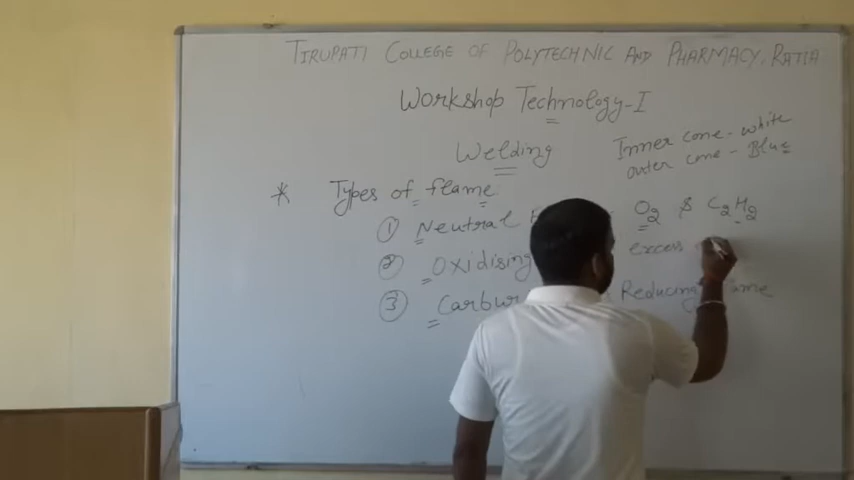 TIRUPATI COLLEGE OF POLYTECHNIC AND PHARMACY, RATIA
Workshop Technology-I
Welding
Inner cone - white
outer cone - Blue
* Types of flame
① Neutral O₂ & C₂H₂
② Oxidising excess
③ Carbur Reducing